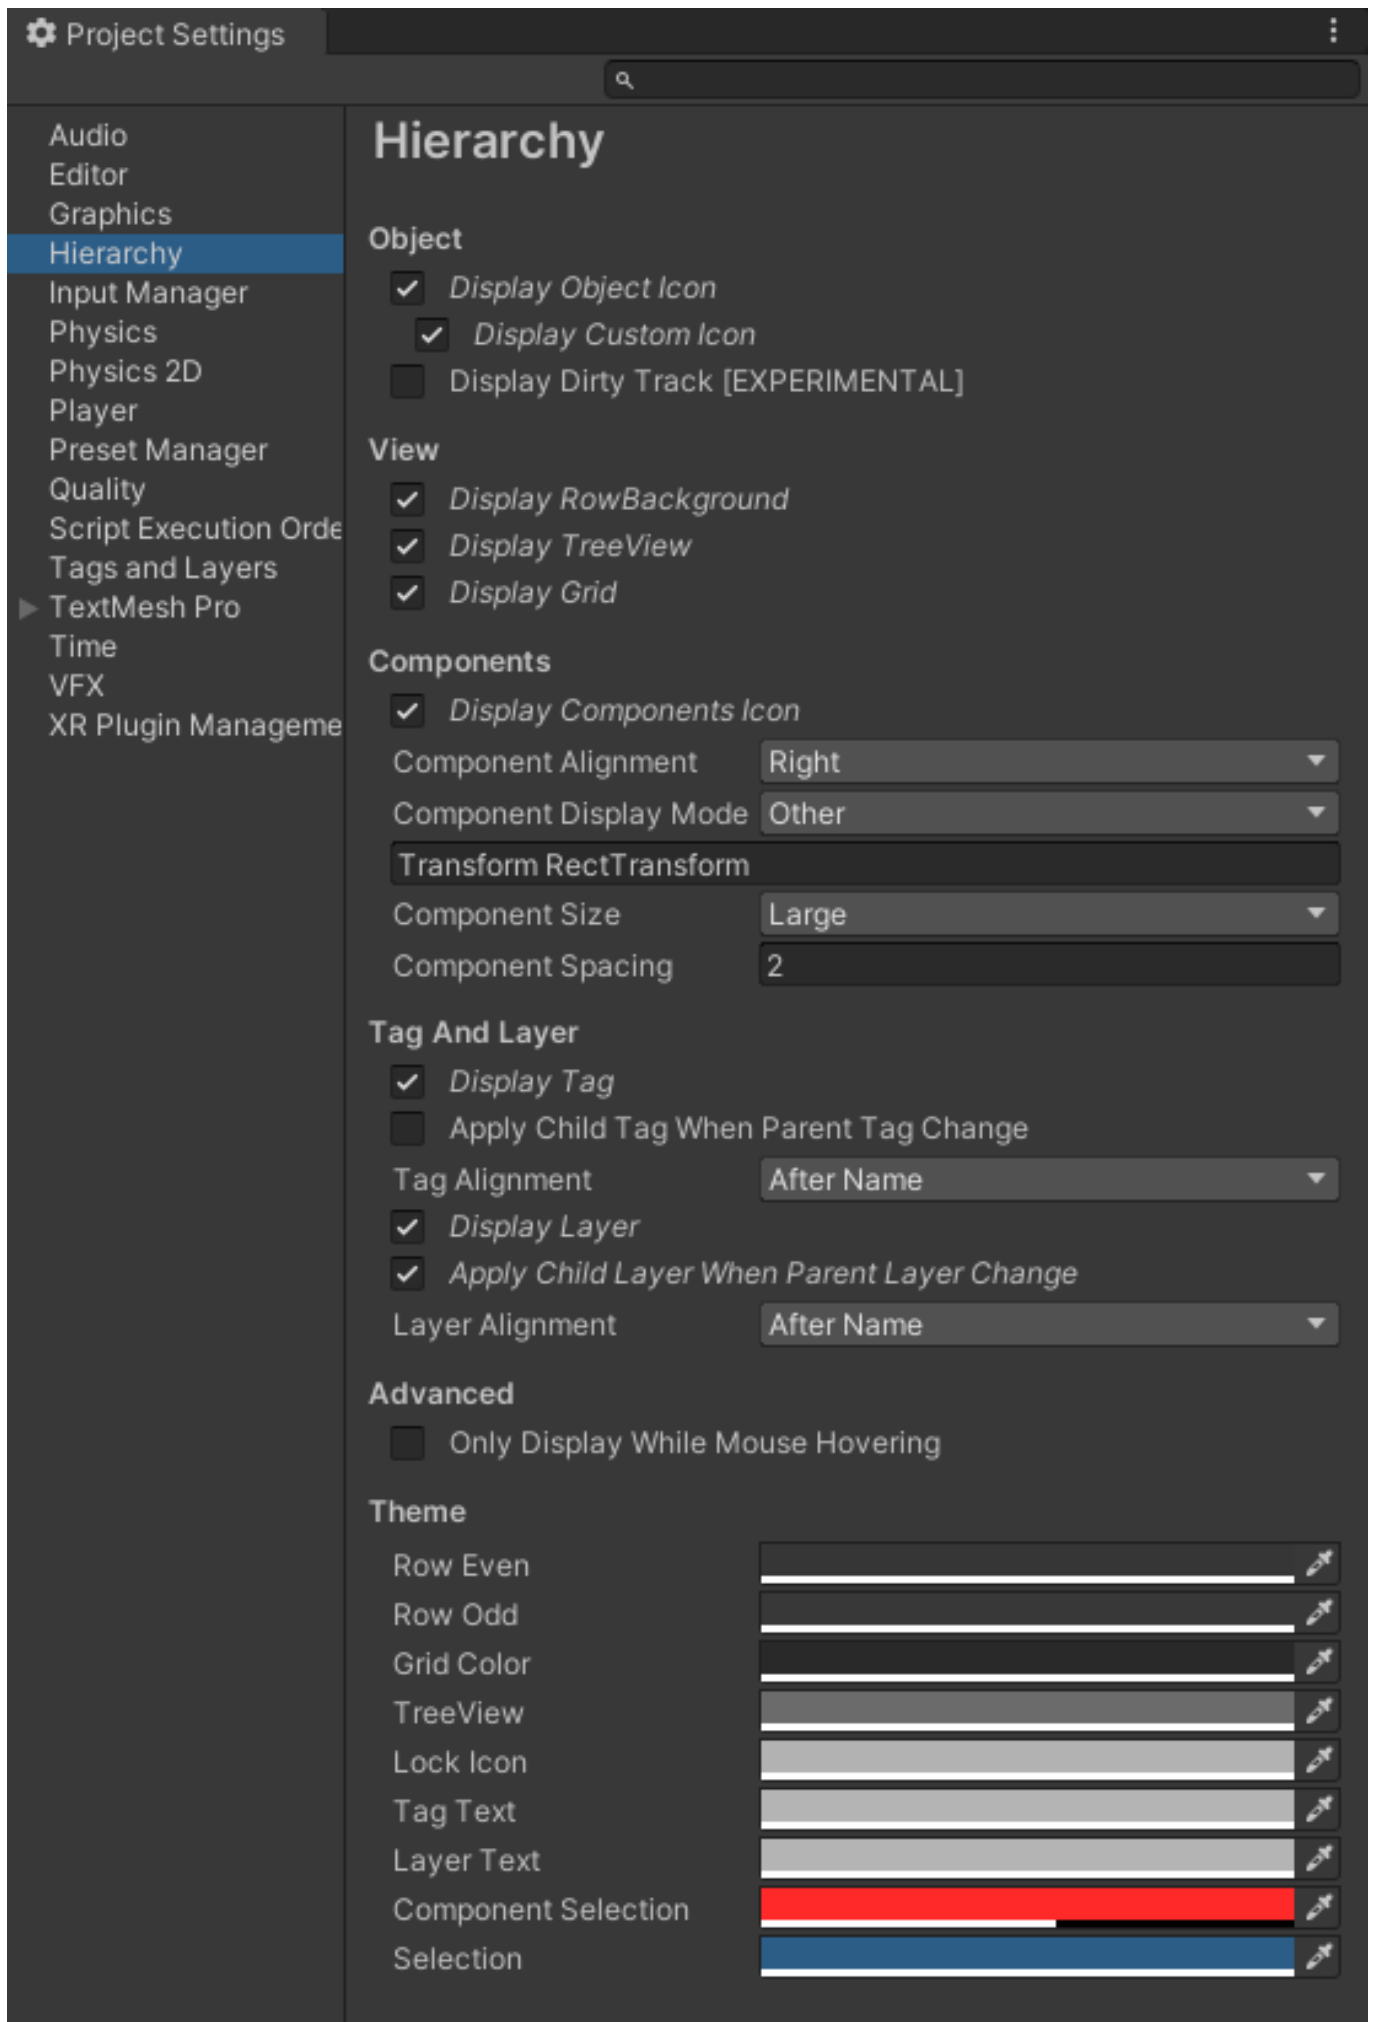 Project Settings
Audio
Editor
Graphics
Hierarchy
Input Manager
Physics
Physics 2D
Player
Preset Manager
Quality
Script Execution Orde
Tags and Layers
TextMesh Pro
Time
VFX
XR Plugin Manageme
Hierarchy
Object
Display Object Icon
Display Custom Icon
Display Dirty Track [EXPERIMENTAL]
View
Display RowBackground
Display TreeView
Display Grid
Components
Display Components Icon
Component Alignment Right
Component Display Mode Other
Transform RectTransform
Component Size Large
Component Spacing 2
Tag And Layer
Display Tag
Apply Child Tag When Parent Tag Change
Tag Alignment After Name
Display Layer
Apply Child Layer When Parent Layer Change
Layer Alignment After Name
Advanced
Only Display While Mouse Hovering
Theme
Row Even
Row Odd
Grid Color
TreeView
Lock Icon
Tag Text
Layer Text
Component Selection
Selection